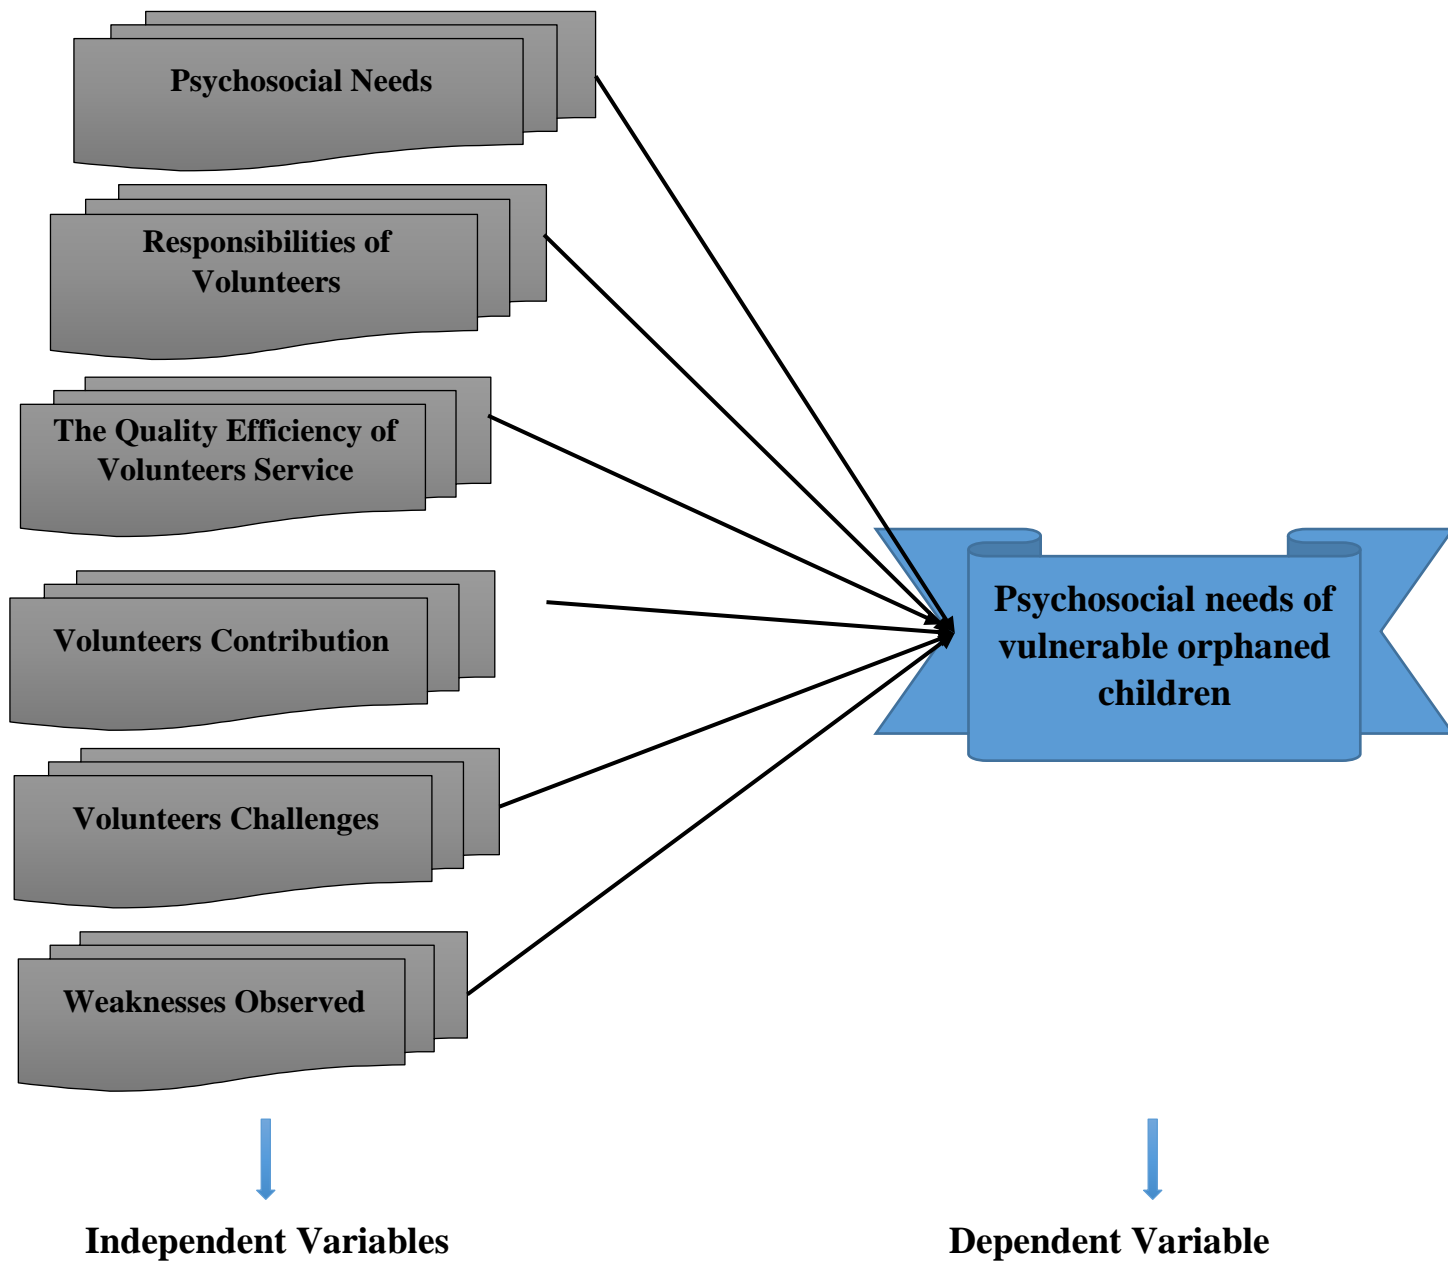 Psychosocial Needs
Responsibilities of
Volunteers
The Quality Efficiency of
Volunteers Service
Volunteers Contribution
Volunteers Challenges
Weaknesses Observed
Psychosocial needs of
vulnerable orphaned
children
Independent Variables
Dependent Variable